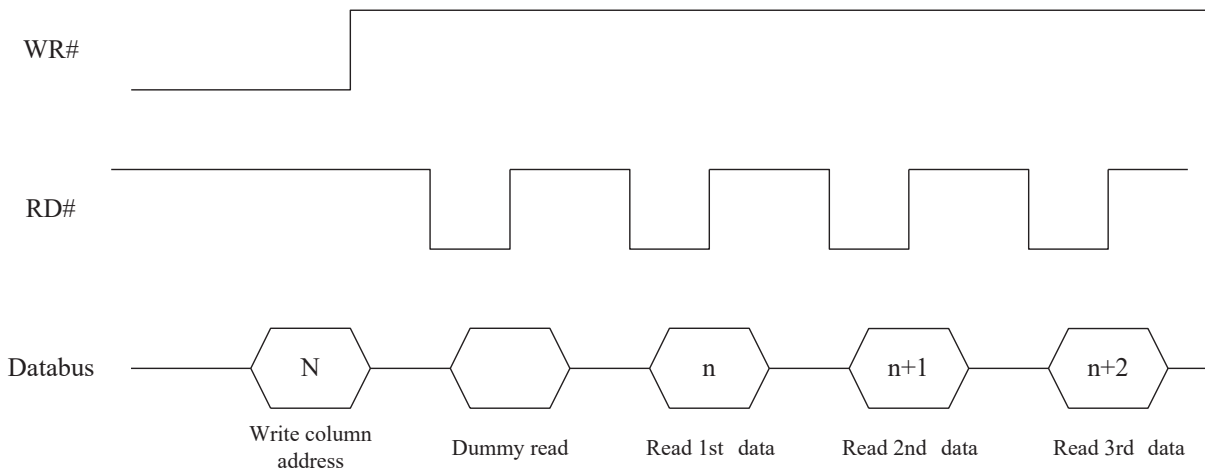 WR#
RD#
Databus
N
n
n+1
n+2
Write column
address
Dummy read
Read 1st data
Read 2nd data
Read 3rd data